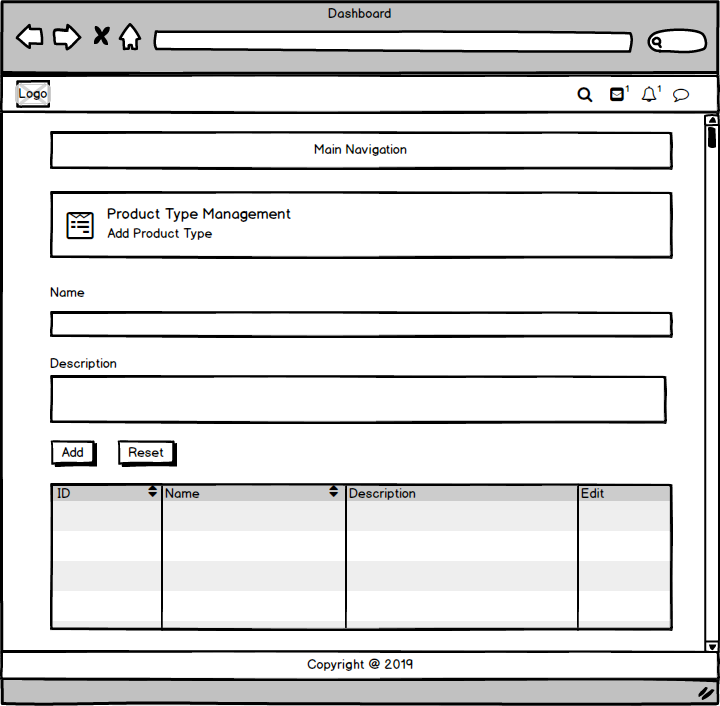 Dashboard
Logo
1 1
Main Navigation
Product Type Management
Add Product Type
Name
Description
Add Reset
ID Name Description Edit
Copyright @ 2019